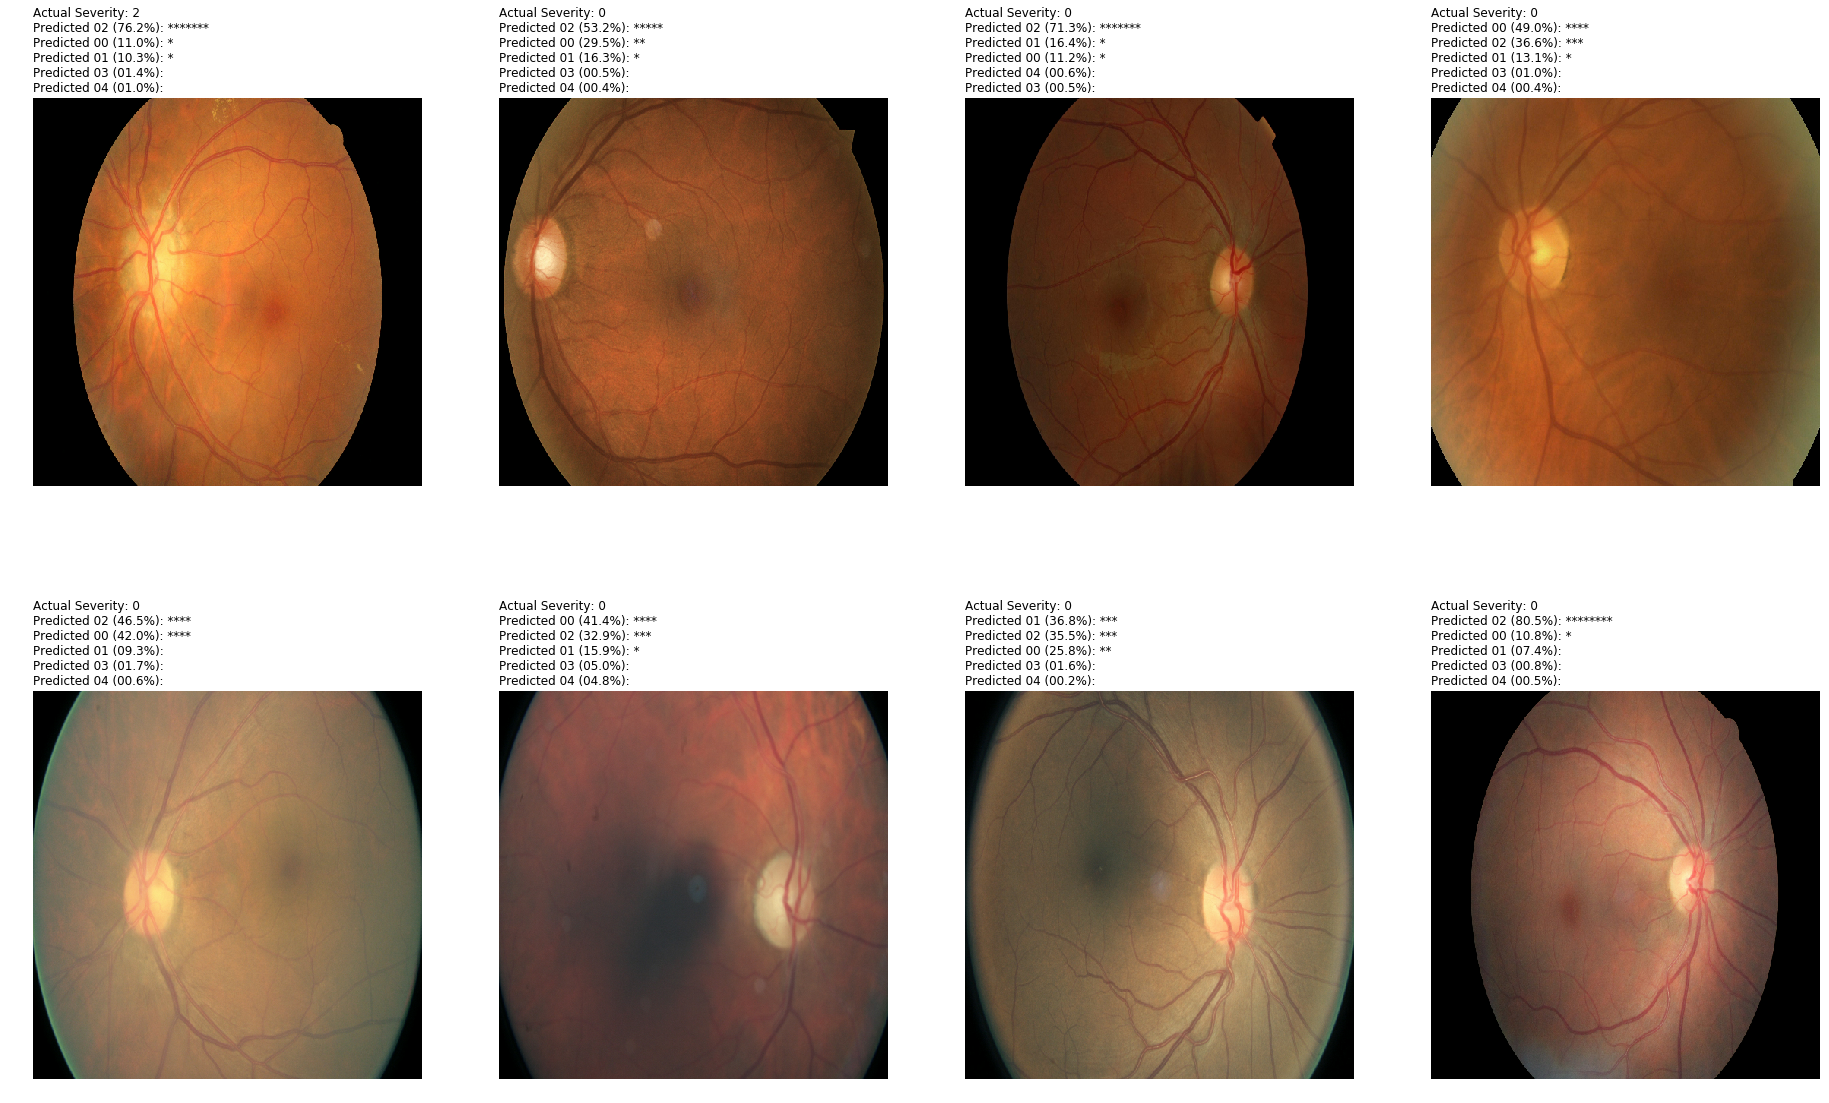 Actual Severity: 2
Predicted 02 (76.2%): *******
Predicted 00 (11.0%): *
Predicted 01 (10.3%): *
Predicted 03 (01.4%):
Predicted 04 (01.0%):
Actual Severity: 0
Predicted 02 (53.2%): *****
Predicted 00 (29.5%): **
Predicted 01 (16.3%): *
Predicted 03 (00.5%):
Predicted 04 (00.4%):
Actual Severity: 0
Predicted 02 (71.3%): *******
Predicted 01 (16.4%): *
Predicted 00 (11.2%): *
Predicted 04 (00.6%):
Predicted 03 (00.5%):
Actual Severity: 0
Predicted 00 (49.0%): ****
Predicted 02 (36.6%): ***
Predicted 01 (13.1%): *
Predicted 03 (01.0%):
Predicted 04 (00.4%):
Actual Severity: 0
Predicted 02 (46.5%): ****
Predicted 00 (42.0%): ****
Predicted 01 (09.3%):
Predicted 03 (01.7%):
Predicted 04 (00.6%):
Actual Severity: 0
Predicted 00 (41.4%): ****
Predicted 02 (32.9%): ***
Predicted 01 (15.9%): *
Predicted 03 (05.0%):
Predicted 04 (04.8%):
Actual Severity: 0
Predicted 01 (36.8%): ***
Predicted 02 (35.5%): ***
Predicted 00 (25.8%): **
Predicted 03 (01.6%):
Predicted 04 (00.2%):
Actual Severity: 0
Predicted 02 (80.5%): ********
Predicted 00 (10.8%): *
Predicted 01 (07.4%):
Predicted 03 (00.8%):
Predicted 04 (00.5%):